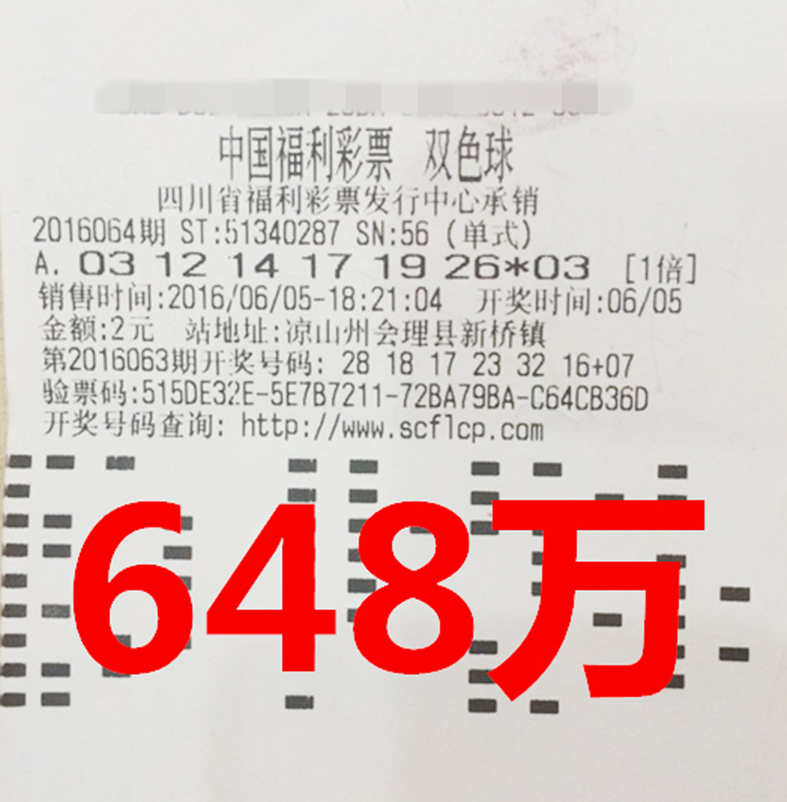 中国福利彩票 双色球
四川省福利彩票发行中心承销
2016064期 ST:51340287 SN:56 (单式)
A. 03 12 14 17 19 26*03 [1倍]
销售时间:2016/06/05-18:21:04 开奖时间:06/05
金额:2元 站地址:凉山州会理县新桥镇
第2016063期开奖号码: 28 18 17 23 32 16+07
验票码:515DE32E-5E7B7211-72BA79BA-C64CB36D
开奖号码查询: http://www.scflcp.com
648万